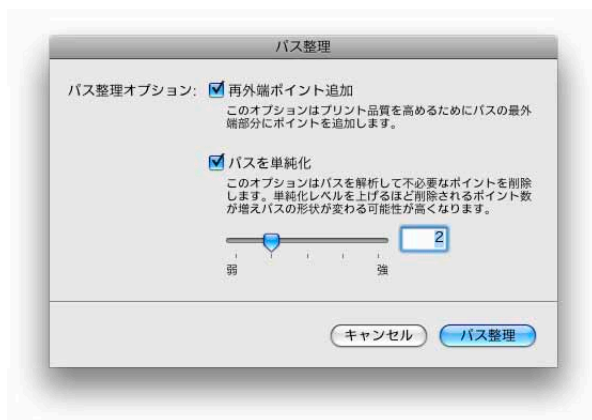 パス整理
パス整理オプション: 再外端ポイント追加
このオプションはプリント品質を高めるためにパスの最外
端部分にポイントを追加します。
パスを単純化
このオプションはパスを解析して不必要なポイントを削除
します。単純化レベルを上げるほど削除されるポイント数
が増えパスの形状が変わる可能性が高くなります。
2
弱 強
キャンセル パス整理